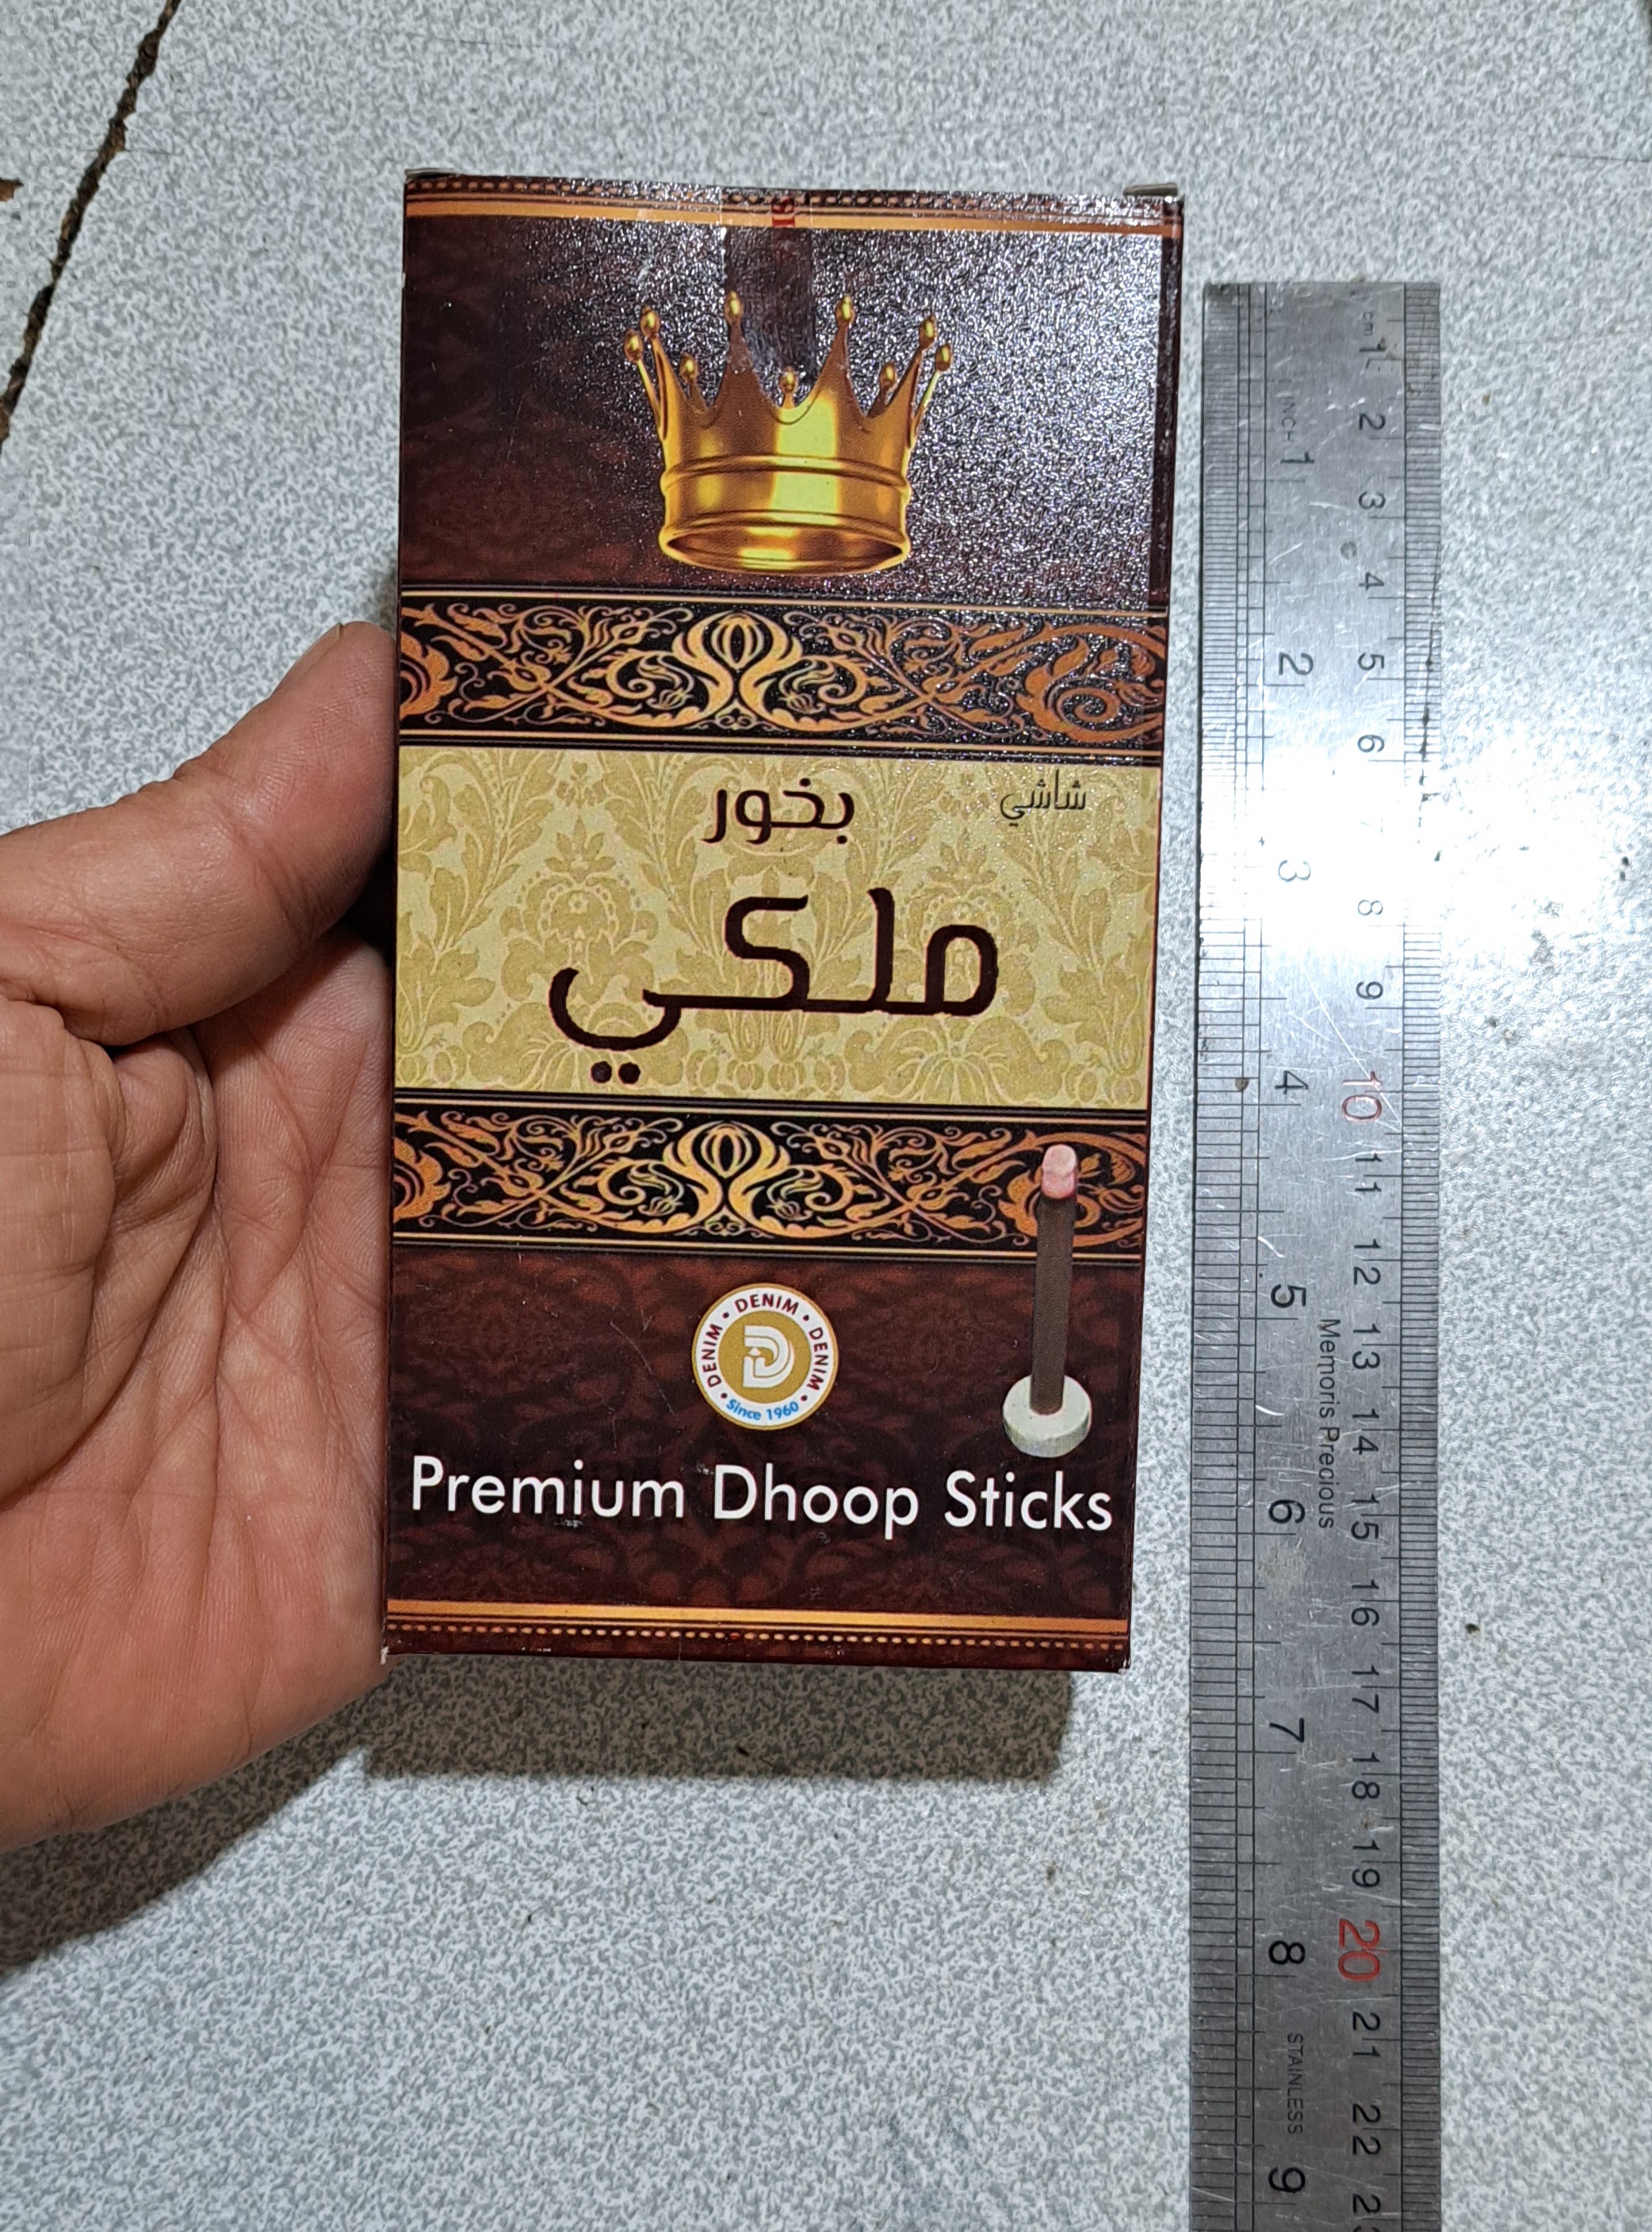 شاشي
بخور
ملكي
DENIM • DENIM • DENIM
Since 1960
Premium Dhoop Sticks
cm 1 2 3 4 5 6 7 8 9 10 11 12 13 14 15 16 17 18 19 20 21 22
INCH 1 2 3 4 5 6 7 8 9
Memoris Precious
STAINLESS